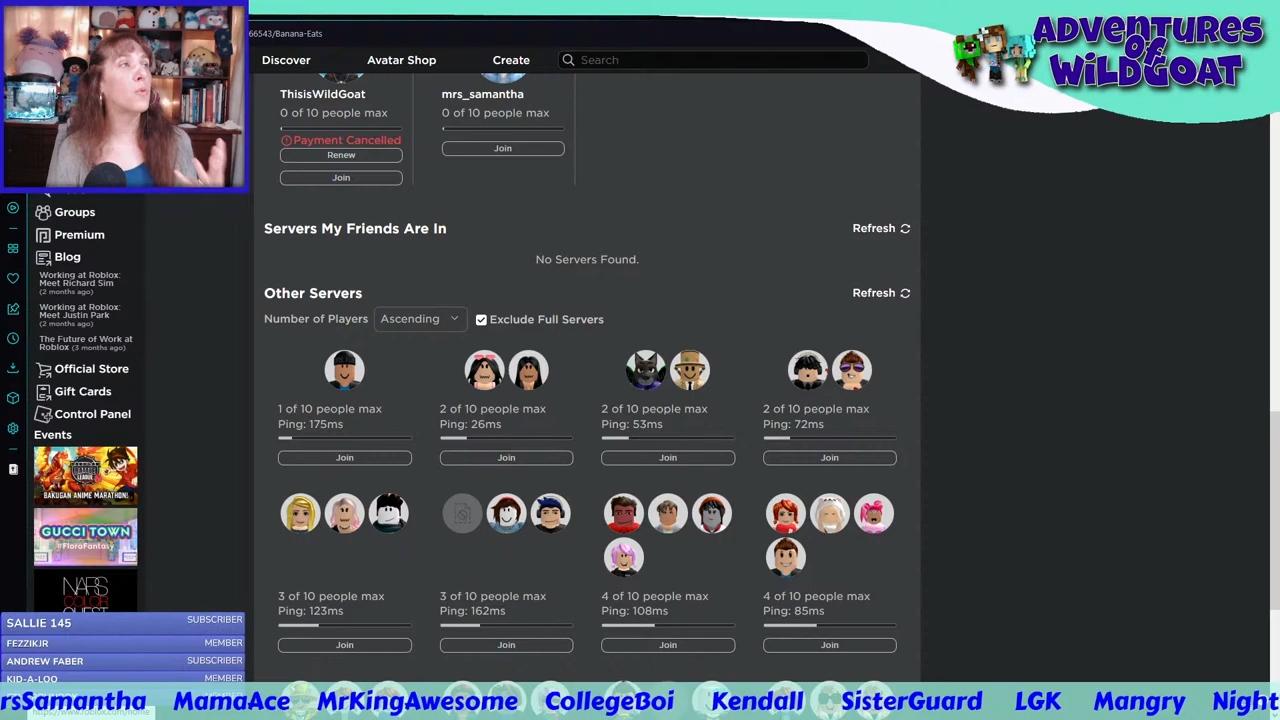 66543/Banana-Eats
Discover
Avatar Shop
Create
Search
ADVENTURES
OF
WILDGOAT
ThisisWildGoat
0 of 10 people max
Payment Cancelled
Renew
Join
mrs_samantha
0 of 10 people max
Join
Groups
Premium
Blog
Working at Roblox:
Meet Richard Sim
(2 months ago)
Working at Roblox:
Meet Justin Park
(2 months ago)
The Future of Work at
Roblox (3 months ago)
Official Store
Gift Cards
Control Panel
Events
BAKUGAN ANIME MARATHON!
GUCCI TOWN
#FloraFantasy
NARS
COLOR
QUEST
Servers My Friends Are In
Refresh
No Servers Found.
Other Servers
Refresh
Number of Players
Ascending
Exclude Full Servers
1 of 10 people max
Ping: 175ms
Join
2 of 10 people max
Ping: 26ms
Join
2 of 10 people max
Ping: 53ms
Join
2 of 10 people max
Ping: 72ms
Join
3 of 10 people max
Ping: 123ms
Join
3 of 10 people max
Ping: 162ms
Join
4 of 10 people max
Ping: 108ms
Join
4 of 10 people max
Ping: 85ms
Join
SALLIE 145 SUBSCRIBER
FEZZIKJR MEMBER
ANDREW FABER SUBSCRIBER
KID-A-LOO MEMBER
rsSamantha MamaAce MrKingAwesome CollegeBoi Kendall SisterGuard LGK Mangry Night
https://www.roblox.com/home